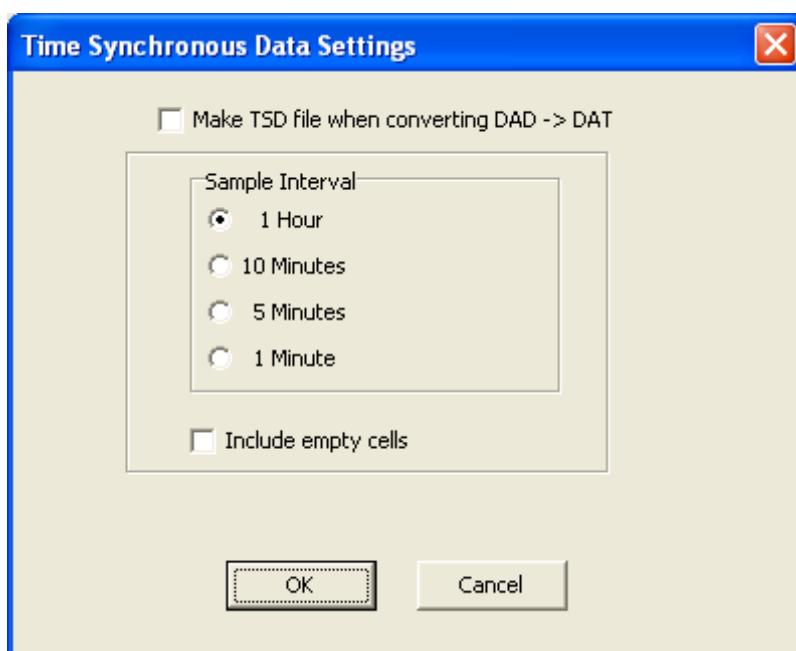 Time Synchronous Data Settings
Make TSD file when converting DAD -> DAT
Sample Interval
1 Hour
10 Minutes
5 Minutes
1 Minute
Include empty cells
OK Cancel